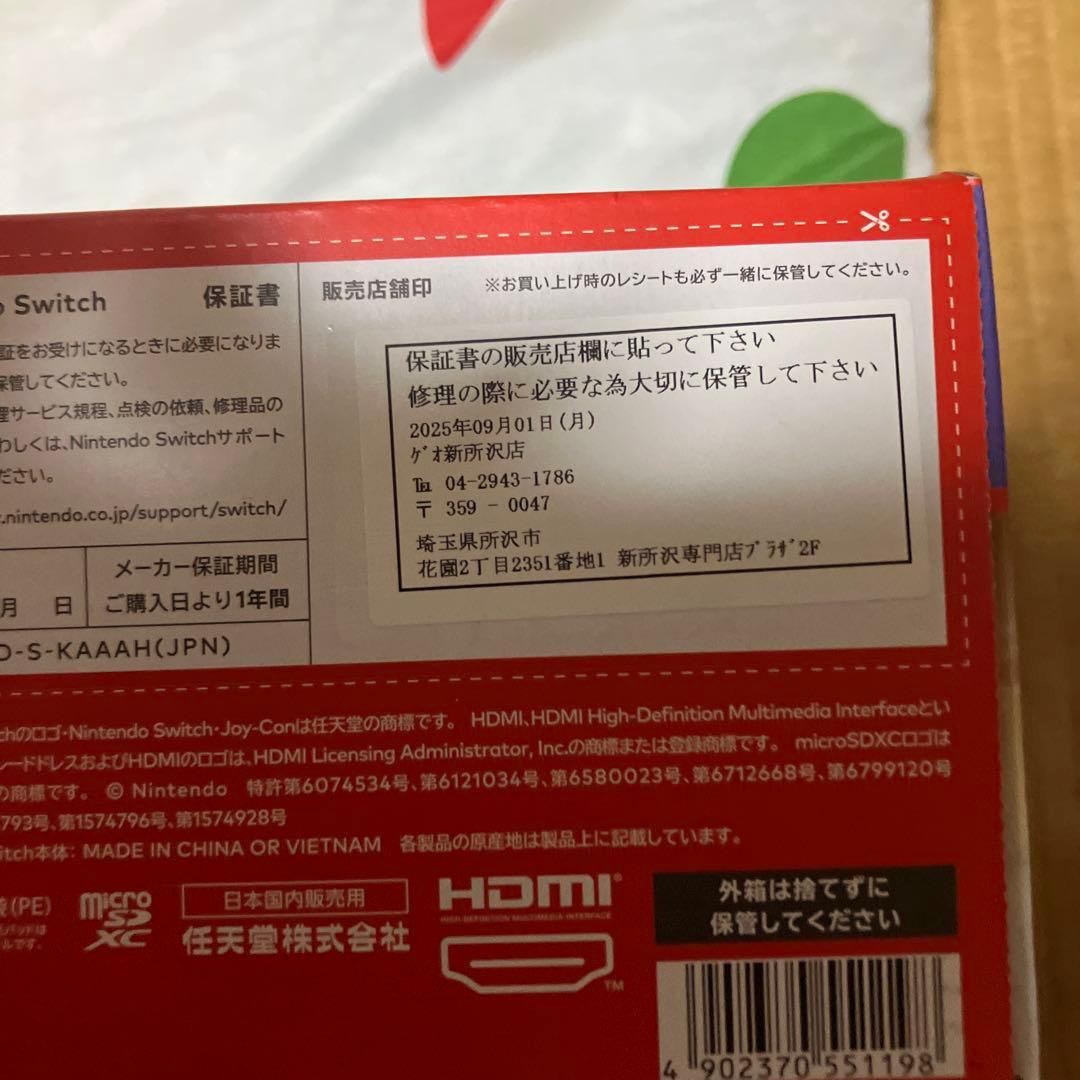 Switch 保証書
証をお受けになるときに必要になりま
保管してください。
理サービス規程、点検の依頼、修理品の
わしくは、Nintendo Switchサポート
ださい。
.nintendo.co.jp/support/switch/
月 日
メーカー保証期間
ご購入日より1年間
D-S-KAAAH(JPN)
販売店舗印 ※お買い上げ時のレシートも必ず一緒に保管してください。
保証書の販売店欄に貼って下さい
修理の際に必要な為大切に保管して下さい
2025年09月01日(月)
ゲオ新所沢店
℡ 04-2943-1786
〒 359 - 0047
埼玉県所沢市
花園2丁目2351番地1 新所沢専門店プラザ2F
chのロゴ・Nintendo Switch・Joy-Conは任天堂の商標です。 HDMI、HDMI High-Definition Multimedia Interfaceとい
レードドレスおよびHDMIのロゴは、HDMI Licensing Administrator, Inc.の商標または登録商標です。 microSDXCロゴは
の商標です。 © Nintendo 特許第6074534号、第6121034号、第6580023号、第6712668号、第6799120号
793号、第1574796号、第1574928号
itch本体: MADE IN CHINA OR VIETNAM 各製品の原産地は製品上に記載しています。
袋(PE)
micro
SD
XC
日本国内販売用
任天堂株式会社
HDMI®
HIGH-DEFINITION MULTIMEDIA INTERFACE
TM
外箱は捨てずに
保管してください
4 902370 551198